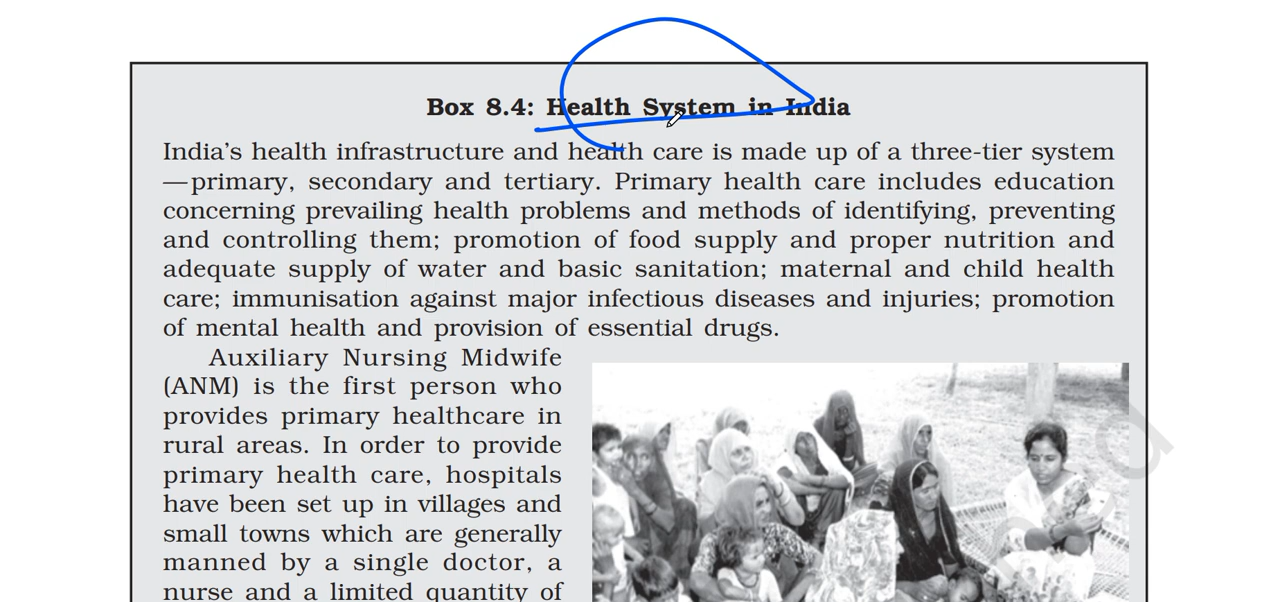 Box 8.4: Health System in India
India’s health infrastructure and health care is made up of a three-tier system
—primary, secondary and tertiary. Primary health care includes education
concerning prevailing health problems and methods of identifying, preventing
and controlling them; promotion of food supply and proper nutrition and
adequate supply of water and basic sanitation; maternal and child health
care; immunisation against major infectious diseases and injuries; promotion
of mental health and provision of essential drugs.
Auxiliary Nursing Midwife
(ANM) is the first person who
provides primary healthcare in
rural areas. In order to provide
primary health care, hospitals
have been set up in villages and
small towns which are generally
manned by a single doctor, a
nurse and a limited quantity of